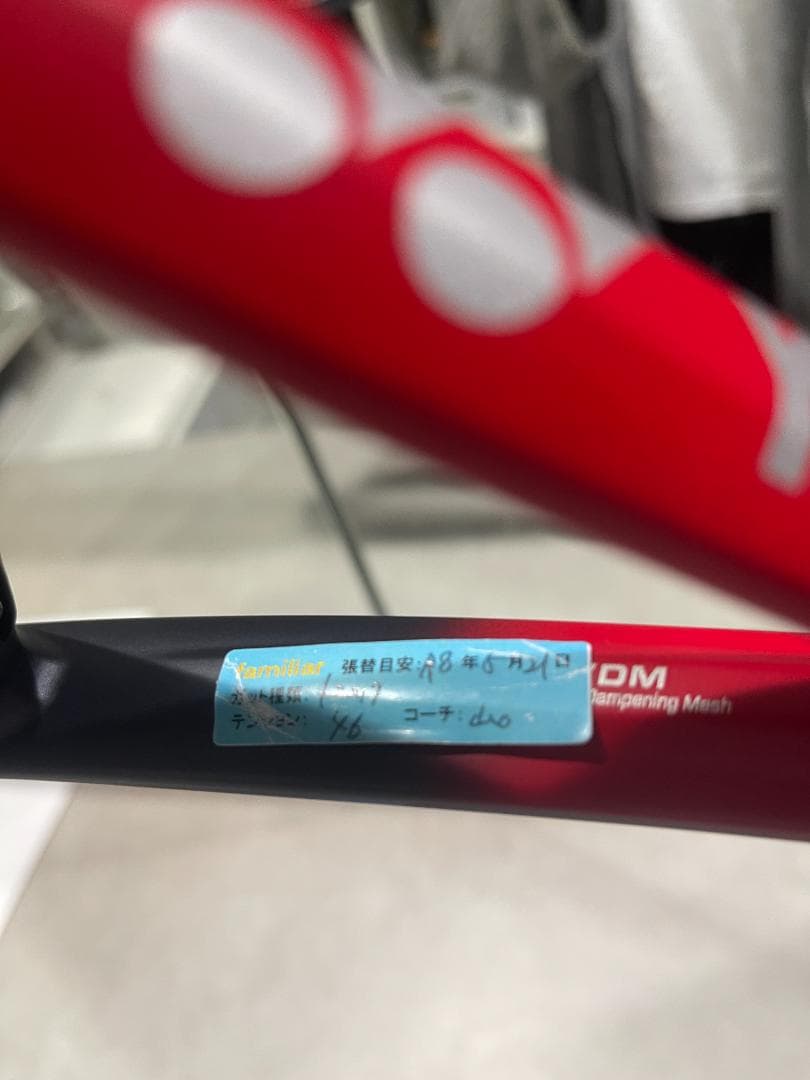 familiar 張替目安: R8年5月21日
ガット種類:
テンション: 46 コーチ:
VDM
Dampening Mesh